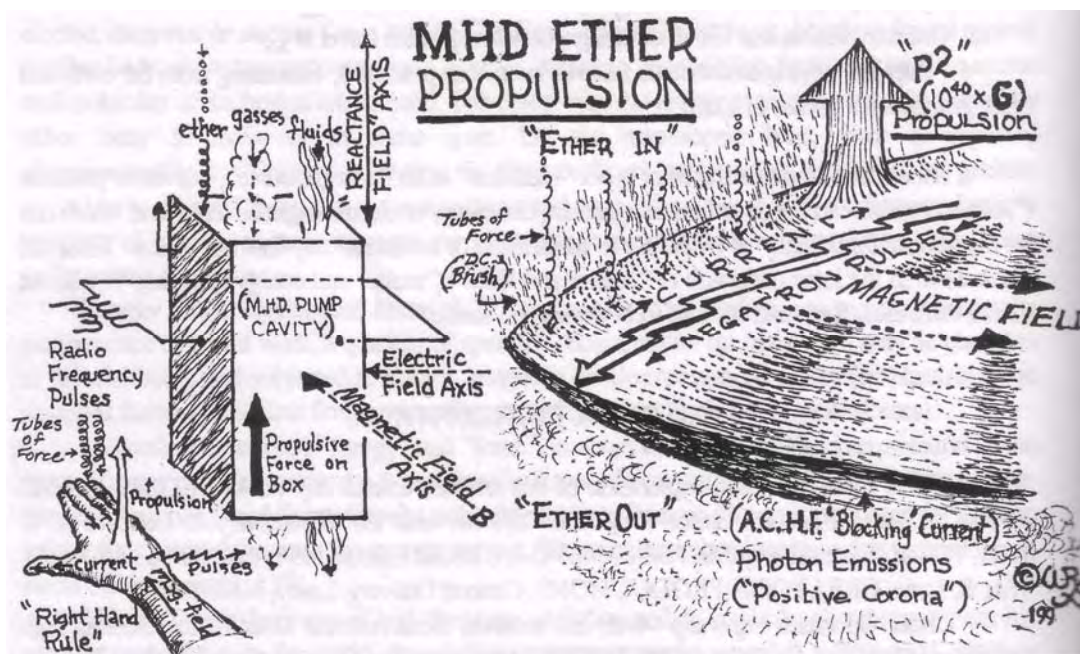 MHD ETHER
PROPULSION
"p2"
(10⁴⁰ x G)
Propulsion
ether
gasses
fluids
"REACTANCE
FIELD" AXIS
"ETHER IN
Tubes of
Force
(D.C.
Brush)
CURRENT
NEGATRON PULSES
MAGNETIC FIELD
(M.H.D. PUMP
CAVITY)
Radio
Frequency
Pulses
Electric
Field Axis
Magnetic Field
Axis
Propulsive
Force on
Box
Tubes
of
Force
Propulsion
Current
Pulses
Mag. Field
"Right Hand
Rule"
"ETHER OUT
(A.C.H.F. "Blocking" Current)
Photon Emissions
("Positive Corona")